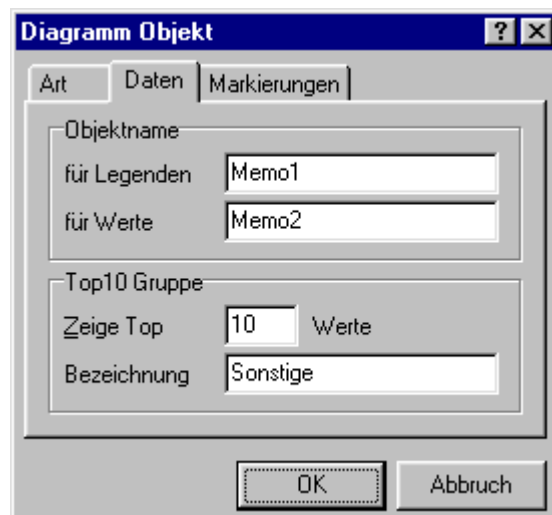 Diagramm Objekt
Art Daten Markierungen
Objektname
für Legenden Memo1
für Werte Memo2
Top10 Gruppe
Zeige Top 10 Werte
Bezeichnung Sonstige
OK Abbruch